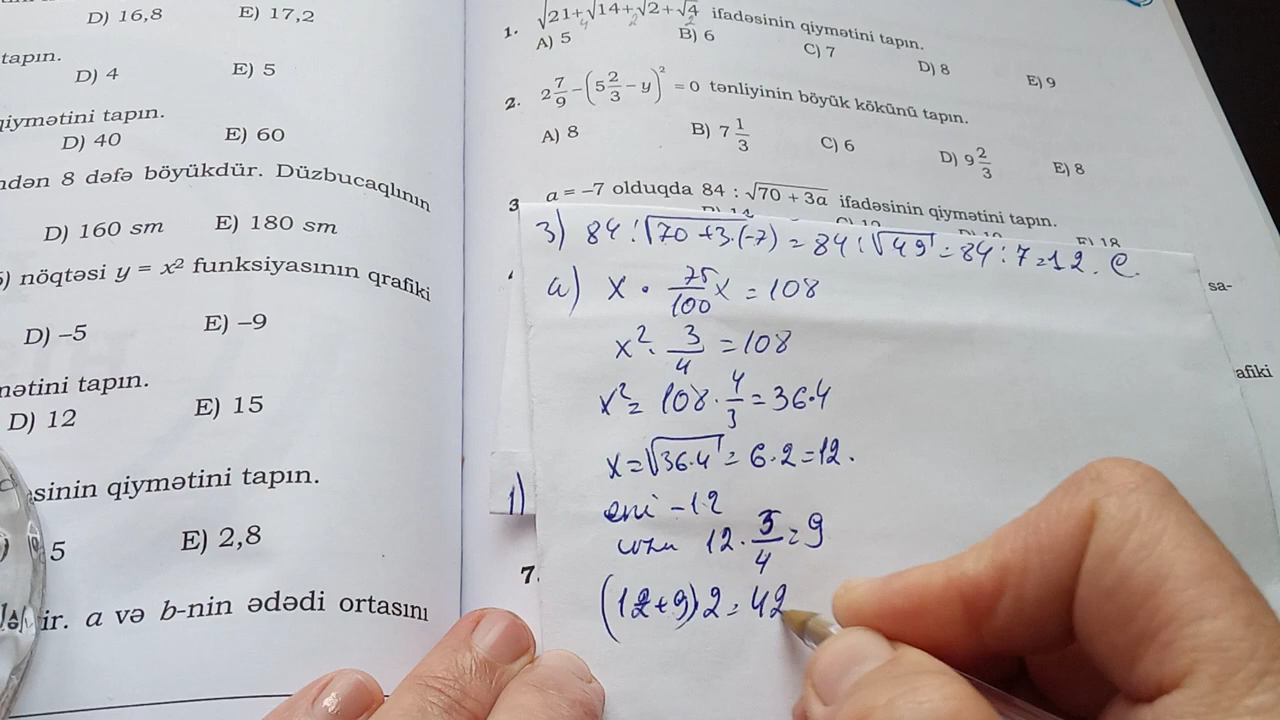 D) 16,8 E) 17,2
tapın.
D) 4 E) 5
qiymətini tapın.
D) 40 E) 60
ndən 8 dəfə böyükdür. Düzbucaqlının
D) 160 sm E) 180 sm
) nöqtəsi y = x² funksiyasının qrafiki
D) –5 E) –9
mətini tapın.
D) 12 E) 15
sinin qiymətini tapın.
5 E) 2,8
ir. a və b-nin ədədi ortasını
1. √21+√14+√2+√4 ifadəsinin qiymətini tapın.
A) 5 B) 6 C) 7 D) 8 E) 9
2. 2 7/9 – (5 2/3 – y)² = 0 tənliyinin böyük kökünü tapın.
A) 8 B) 7 1/3 C) 6 D) 9 2/3 E) 8
3 a = –7 olduqda 84 : √70 + 3a ifadəsinin qiymətini tapın.
3) 84 : √70 +3·(-7) = 84 : √49 = 84 : 7 = 12. C.
a) x · 75/100 x = 108
x² · 3/4 = 108
x² = 108 · 4/3 = 36·4
x = √36·4 = 6·2 = 12.
1)
eni – 12
12 · 3/4 = 9
(12+9)2 = 42
7.
sa-
afiki